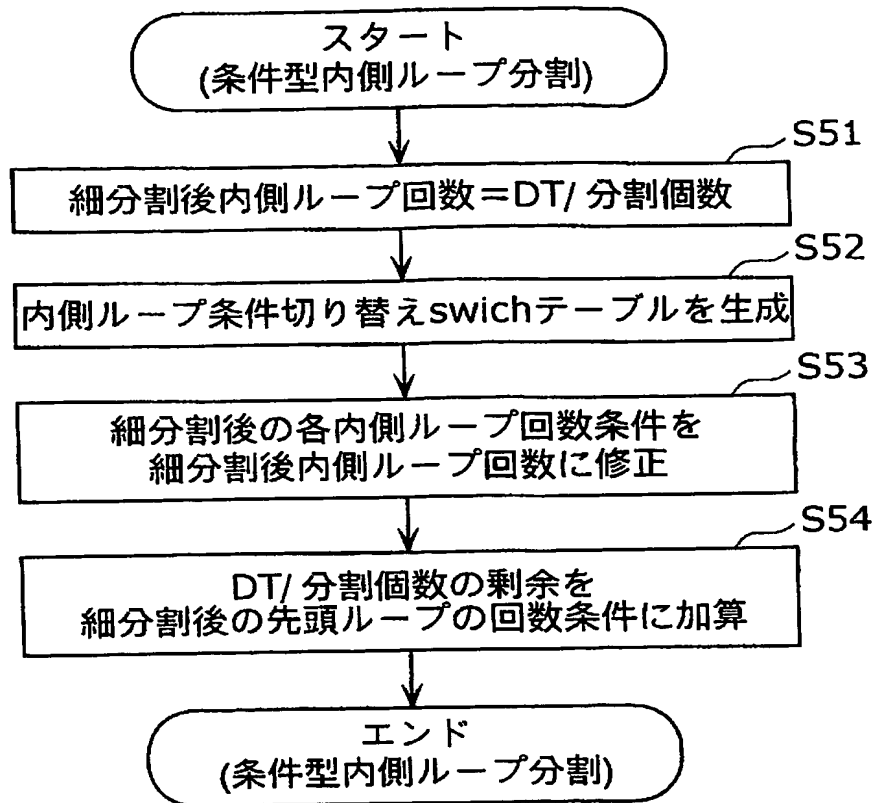 スタート
(条件型内側ループ分割)
S51
細分割後内側ループ回数=DT/ 分割個数
S52
内側ループ条件切り替えswichテーブルを生成
S53
細分割後の各内側ループ回数条件を
細分割後内側ループ回数に修正
S54
DT/ 分割個数の剰余を
細分割後の先頭ループの回数条件に加算
エンド
(条件型内側ループ分割)